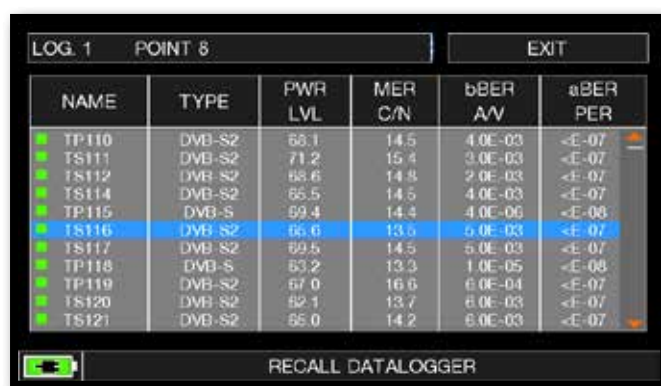 LOG. 1 POINT 8 EXIT
NAME TYPE PWR LVL MER C/N bBER A/V aBER PER
TP110 DVB-S2 68.1 14.5 4.0E-03 <E-07
TS111 DVB-S2 71.2 15.4 3.0E-03 <E-07
TS112 DVB-S2 68.6 14.8 2.0E-03 <E-07
TS114 DVB-S2 65.5 14.5 4.0E-03 <E-07
TP115 DVB-S 69.4 14.4 4.0E-06 <E-08
TS116 DVB-S2 65.6 13.5 5.0E-03 <E-07
TS117 DVB-S2 69.5 14.5 5.0E-03 <E-07
TP118 DVB-S 63.2 13.3 1.0E-05 <E-08
TP119 DVB-S2 67.0 16.6 6.0E-04 <E-07
TS120 DVB-S2 62.1 13.7 6.0E-03 <E-07
TS121 DVB-S2 65.0 14.2 6.0E-03 <E-07
RECALL DATALOGGER